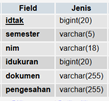 Field Jenis
idtak bigint(20)
semester varchar(5)
nim varchar(18)
idukuran bigint(20)
dokumen varchar(255)
pengesahan varchar(255)